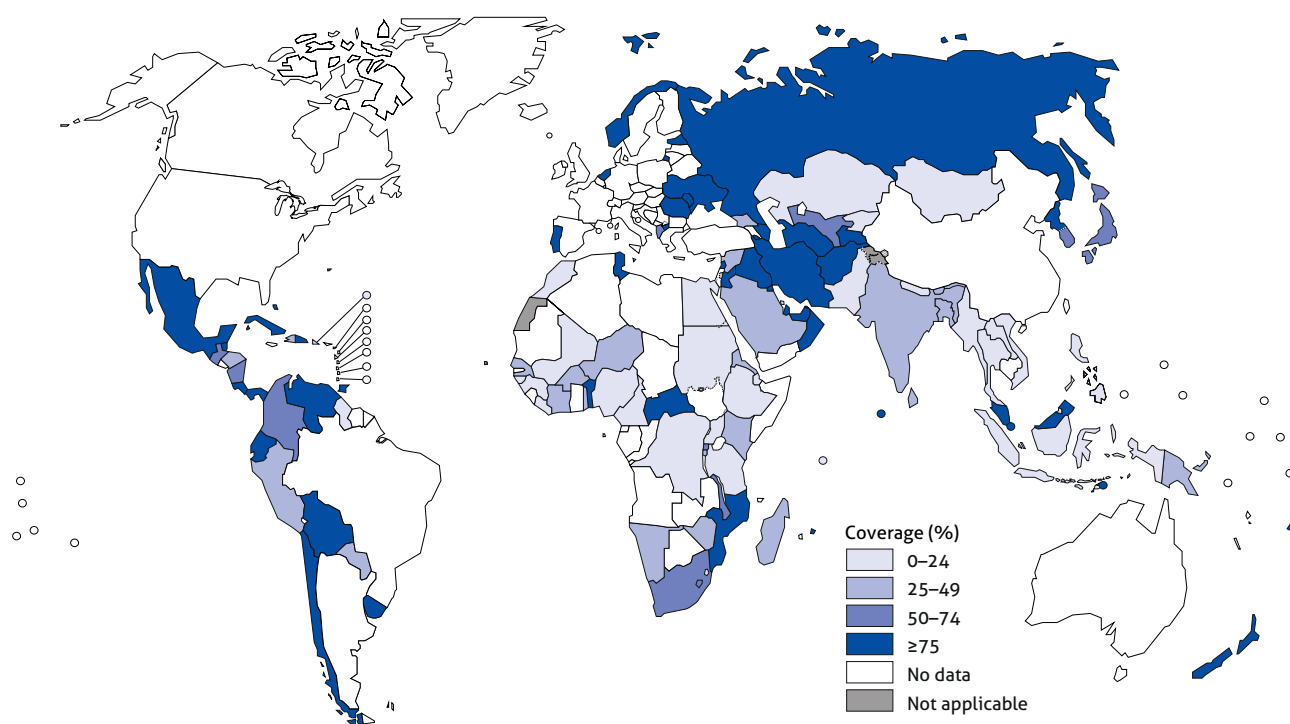 Coverage (%)
0–24
25–49
50–74
≥75
No data
Not applicable